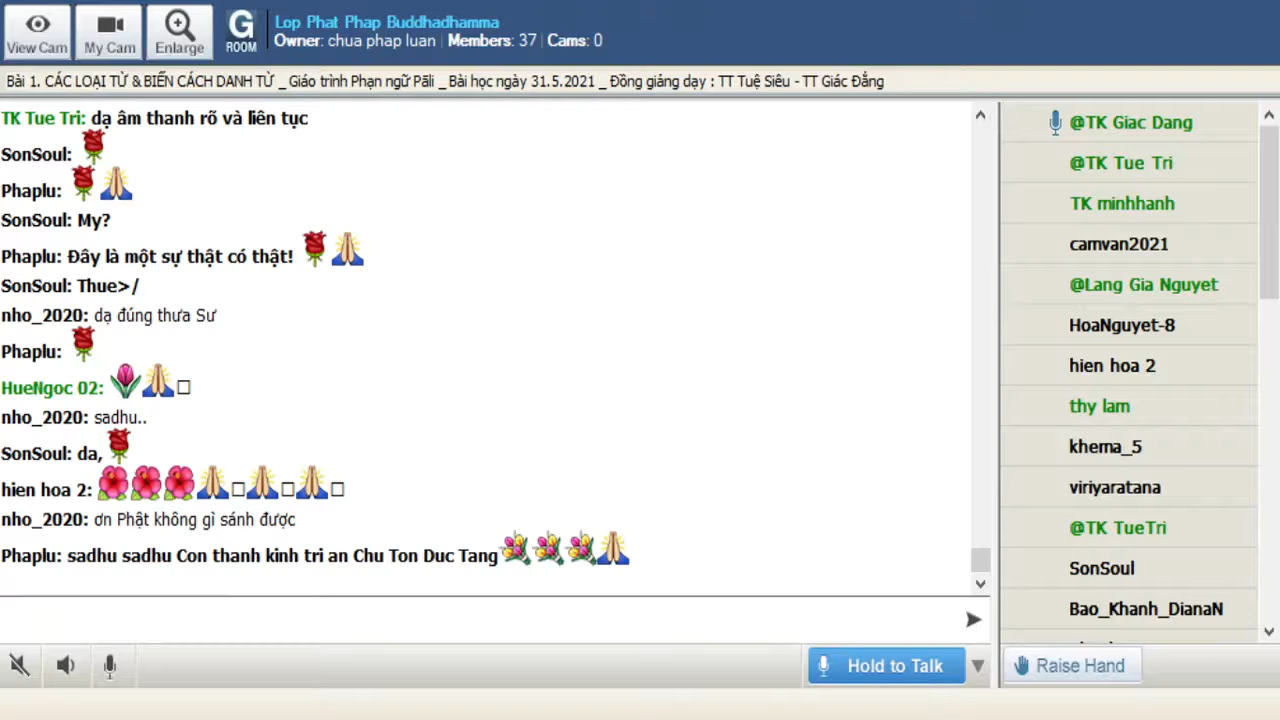 View Cam
My Cam
Enlarge
G
ROOM
Lop Phat Phap Buddhadhamma
Owner: chua phap luan | Members: 37 | Cams: 0
Bài 1. CÁC LOẠI TỪ & BIẾN CÁCH DANH TỪ _ Giáo trình Phạn ngữ Pāli _ Bài học ngày 31.5.2021 _ Đồng giảng dạy : TT Tuệ Siêu - TT Giác Đẳng
TK Tue Tri: dạ âm thanh rõ và liên tục
SonSoul:
Phaplu:
SonSoul: My?
Phaplu: Đây là một sự thật có thật!
SonSoul: Thue>/
nho_2020: dạ đúng thưa Sư
Phaplu:
HueNgoc 02:
nho_2020: sadhu..
SonSoul: da,
hien hoa 2:
nho_2020: ơn Phật không gì sánh được
Phaplu: sadhu sadhu Con thanh kinh tri an Chu Ton Duc Tang
Hold to Talk
@TK Giac Dang
@TK Tue Tri
TK minhhanh
camvan2021
@Lang Gia Nguyet
HoaNguyet-8
hien hoa 2
thy lam
khema_5
viriyaratana
@TK TueTri
SonSoul
Bao_Khanh_DianaN
Raise Hand